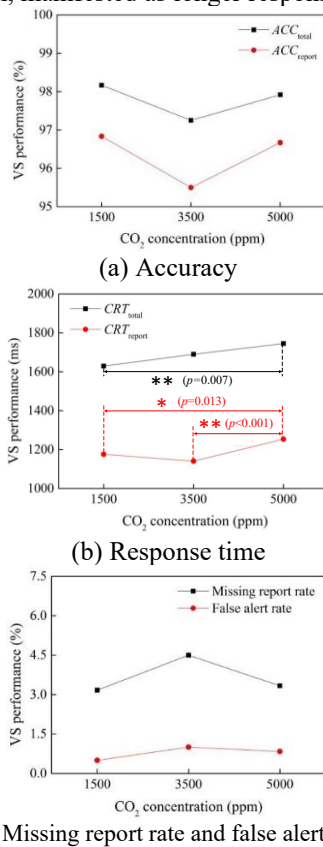 manifested as longer respon
98
97
96
95
VS performance (%)
ACC_total
ACC_report
1500 3500 5000
CO₂ concentration (ppm)
(a) Accuracy
2000
1800
1600
1400
1200
1000
VS performance (ms)
CRT_total
CRT_report
** (p=0.007)
* (p=0.013)
** (p<0.001)
1500 3500 5000
CO₂ concentration (ppm)
(b) Response time
7.5
6.0
4.5
3.0
1.5
0.0
VS performance (%)
Missing report rate
False alert rate
1500 3500 5000
CO₂ concentration (ppm)
Missing report rate and false alert